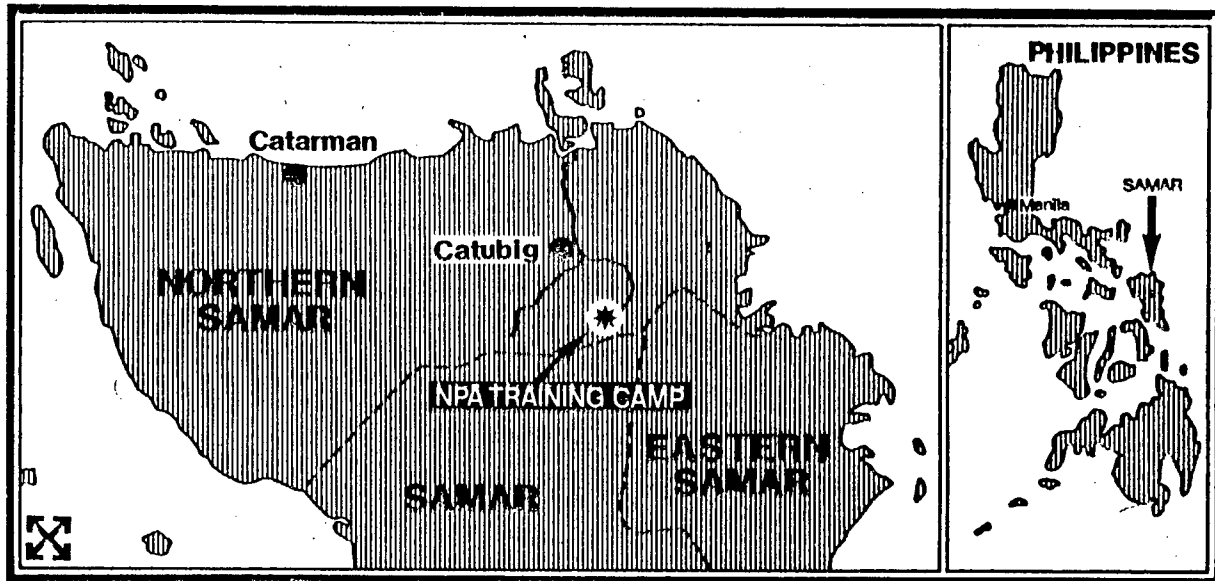 PHILIPPINES
Catarman
SAMAR
Manila
Catubig
NORTHERN
SAMAR
NPA TRAINING CAMP
EASTERN
SAMAR
SAMAR